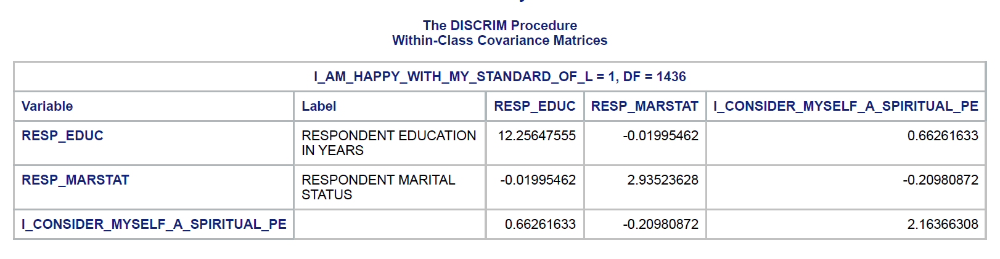 The DISCRIM Procedure
Within-Class Covariance Matrices
I_AM_HAPPY_WITH_MY_STANDARD_OF_L = 1, DF = 1436
Variable Label RESP_EDUC RESP_MARSTAT I_CONSIDER_MYSELF_A_SPIRITUAL_PE
RESP_EDUC RESPONDENT EDUCATION 12.25647555 -0.01995462 0.66261633
IN YEARS
RESP_MARSTAT RESPONDENT MARITAL -0.01995462 2.93523628 -0.20980872
STATUS
I_CONSIDER_MYSELF_A_SPIRITUAL_PE 0.66261633 -0.20980872 2.16366308